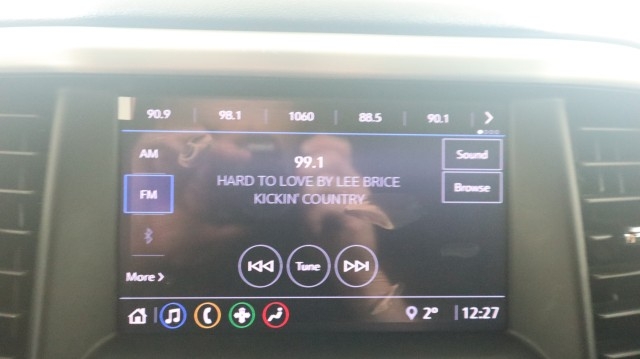 90.9 98.1 1060 88.5 90.1
AM
99.1
Sound
HARD TO LOVE BY LEE BRICE
Browse
FM
KICKIN' COUNTRY
Tune
More
2° 12:27